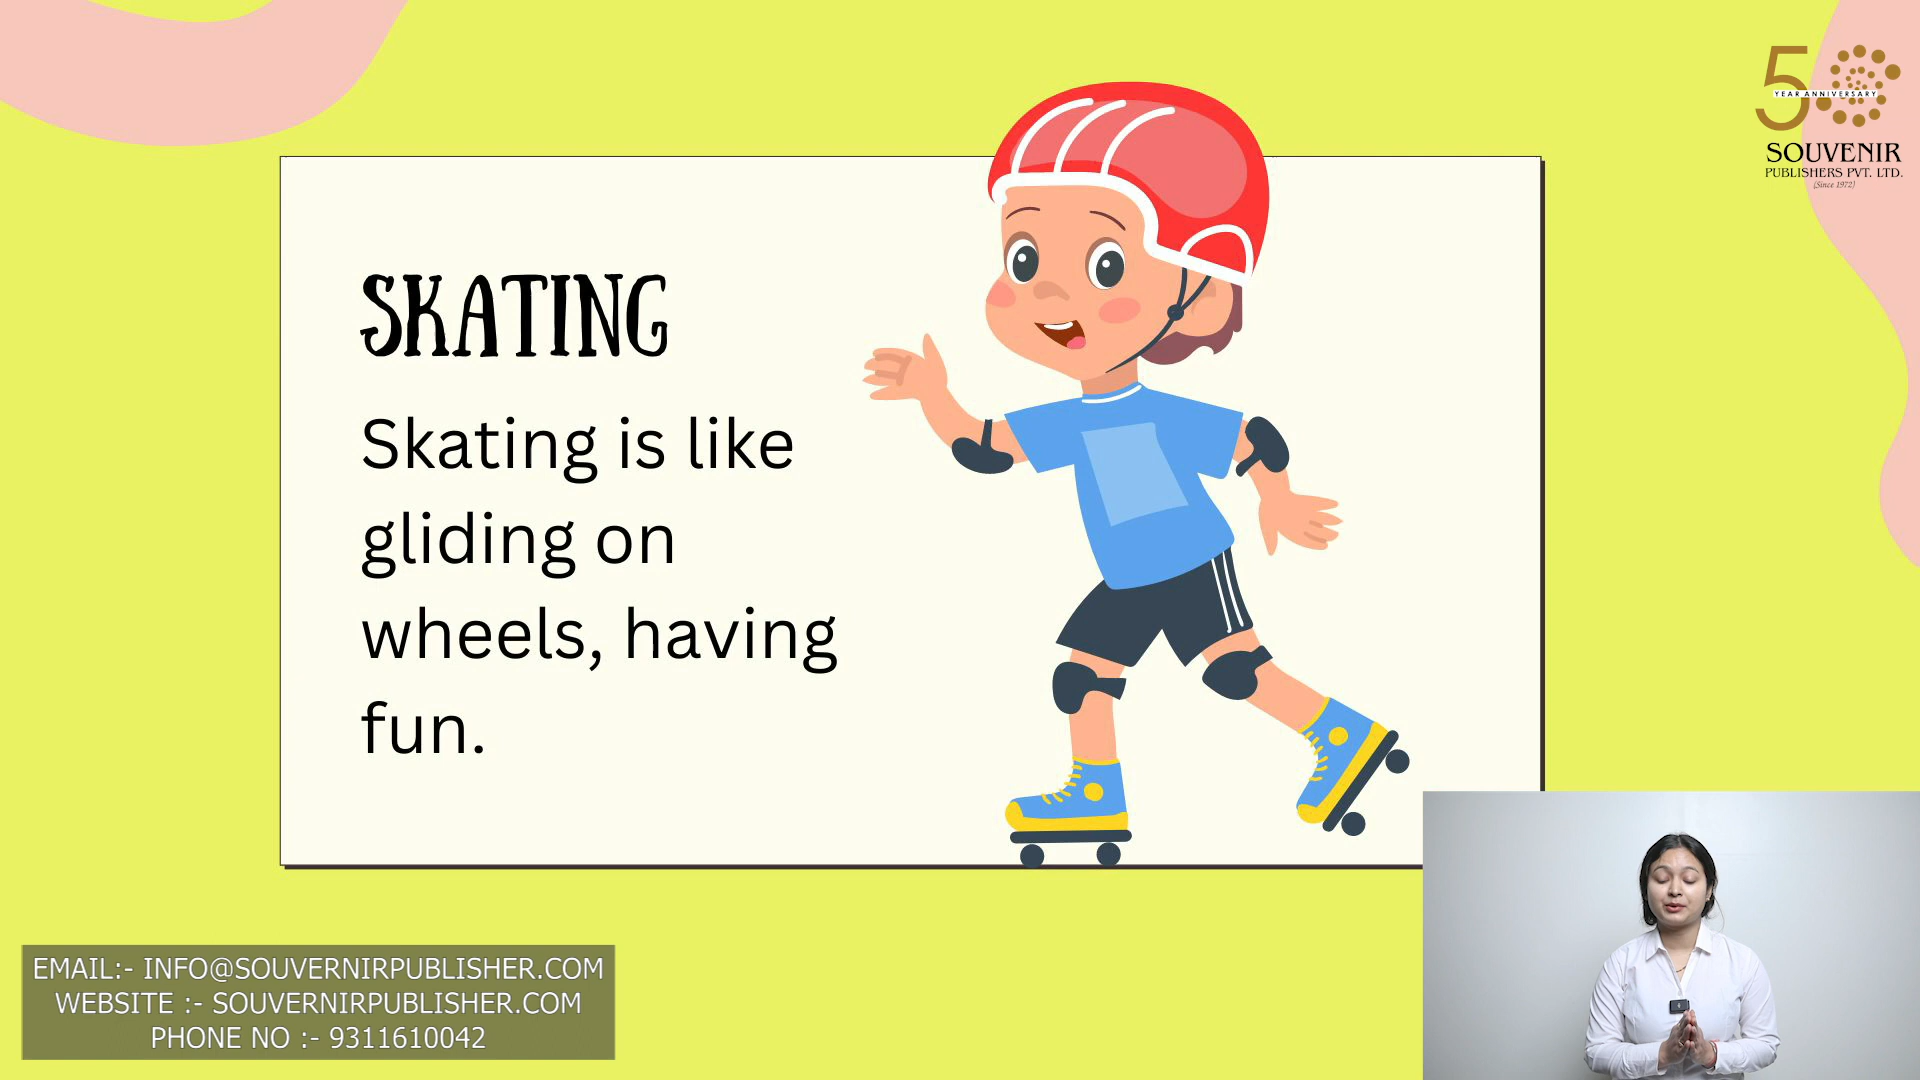 50
YEAR ANNIVERSARY
SOUVENIR
PUBLISHERS PVT. LTD.
(Since 1972)
SKATING
Skating is like
gliding on
wheels, having
fun.
EMAIL:- INFO@SOUVERNIRPUBLISHER.COM
WEBSITE :- SOUVERNIRPUBLISHER.COM
PHONE NO :- 9311610042